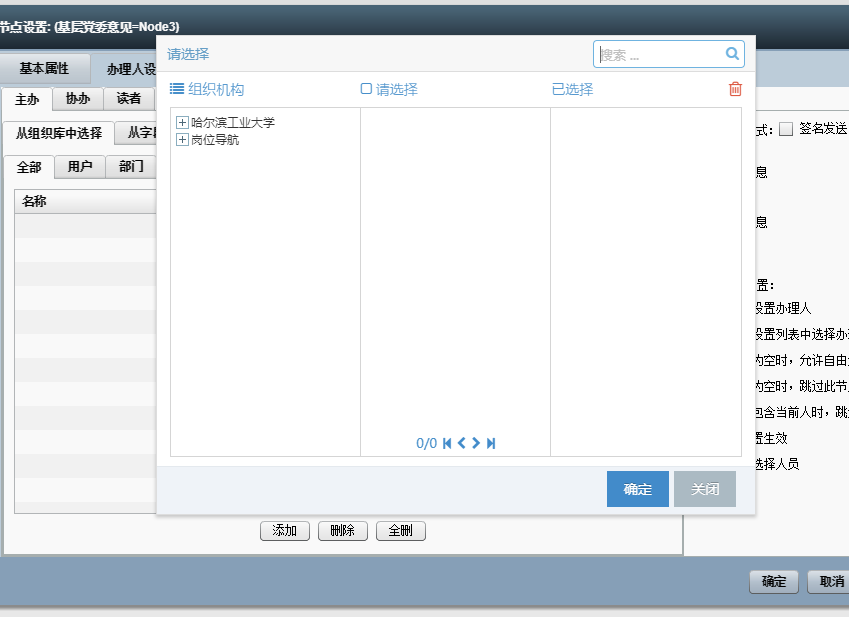 节点设置: (基层党委意见=Node3)
基本属性
办理人设
主办
协办
读者
从组织库中选择
从字
全部
用户
部门
名称
请选择
搜索 ...
组织机构
请选择
已选择
哈尔滨工业大学
岗位导航
0/0
确定
关闭
式：
签名发送
息
息
置：
设置办理人
设置列表中选择办
为空时，允许自由
为空时，跳过此节
包含当前人时，跳
置生效
选择人员
添加
删除
全删
确定
取消